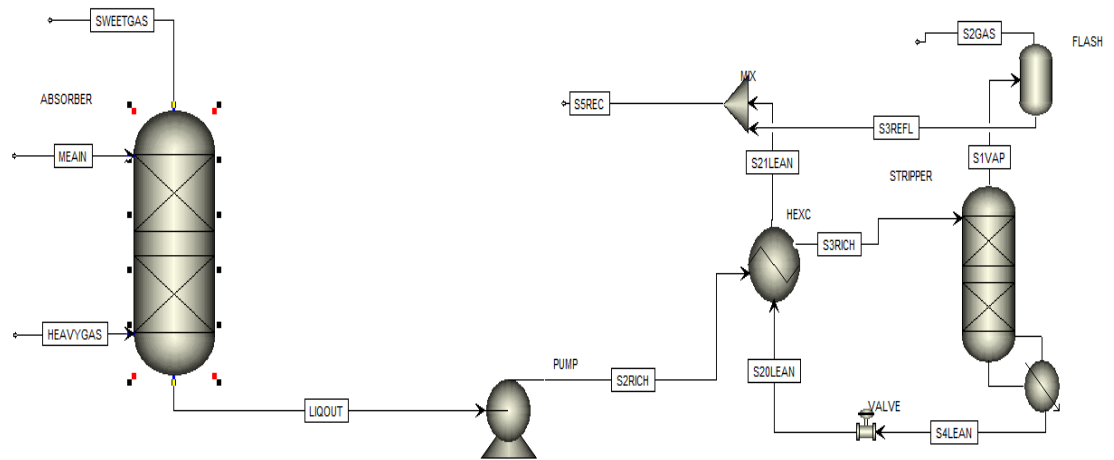 SWEETGAS
S2GAS
FLASH
ABSORBER
MIX
S5REC
S3REFL
MEAIN
S21LEAN
S1VAP
STRIPPER
HEXC
S3RICH
HEAVYGAS
PUMP
S2RICH
S20LEAN
VALVE
LIQOUT
S4LEAN